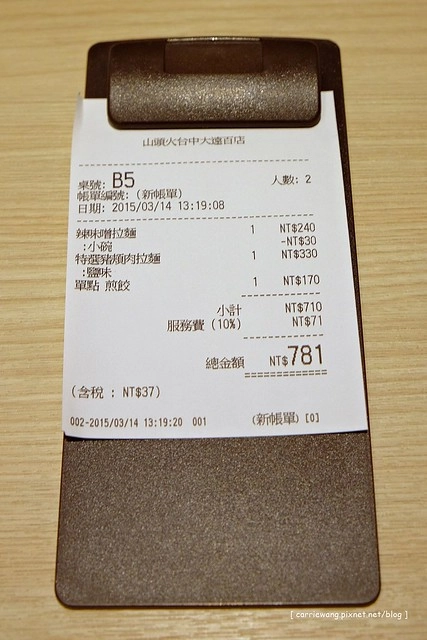 山頭火台中大遠百店
桌號: B5 人數: 2
帳單編號: (新帳單)
日期: 2015/03/14 13:19:08
辣味噌拉麵 1 NT$240
:小碗 -NT$30
特選豬頰肉拉麵 1 NT$330
:鹽味
單點 煎餃 1 NT$170
小計 NT$710
服務費 (10%) NT$71
總金額 NT$781
(含稅 : NT$37)
002-2015/03/14 13:19:20 001 (新帳單) [0]
[ carriewang.pixnet.net/blog ]